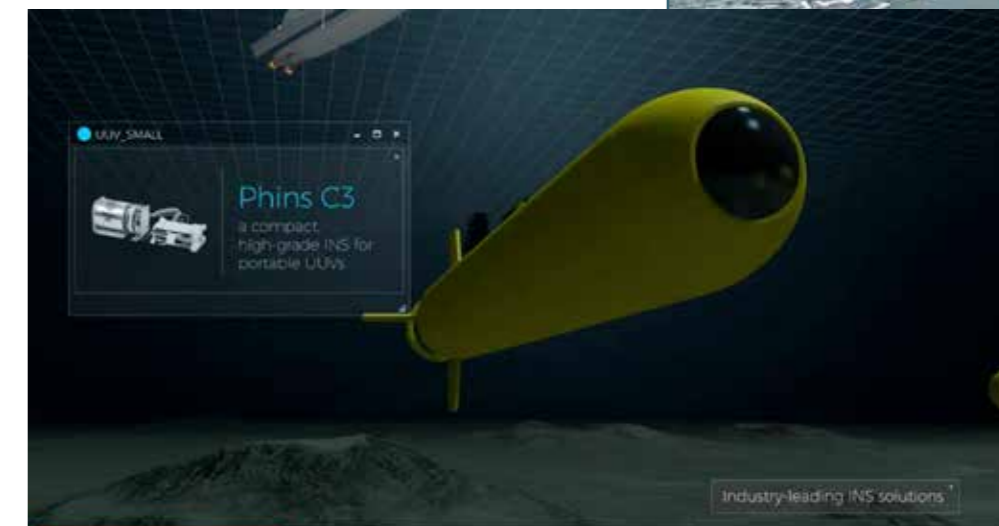 UUV_SMALL
Phins C3
a compact
high-grade INS for
portable UUVs
Industry-leading INS solutions